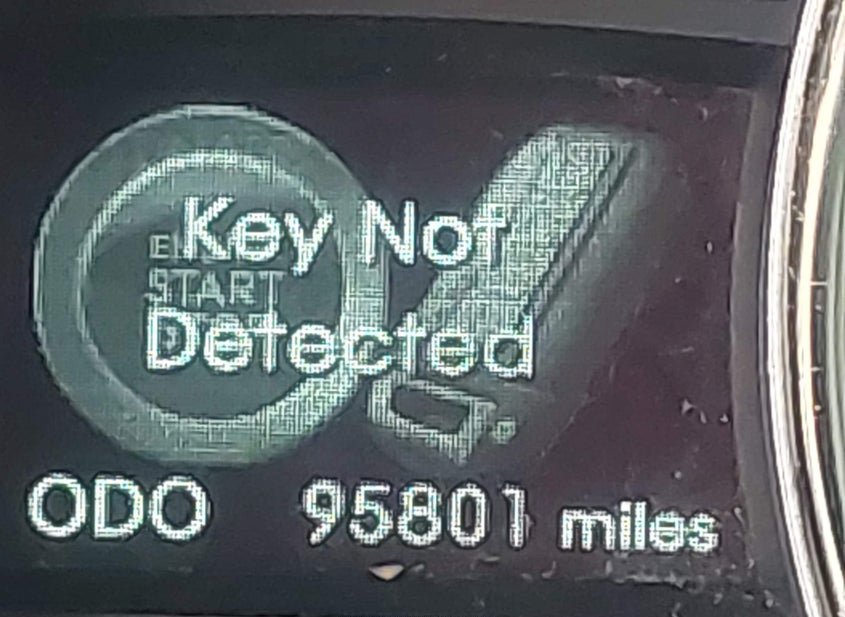 Key Not
START
Detected
ODO 95801 miles